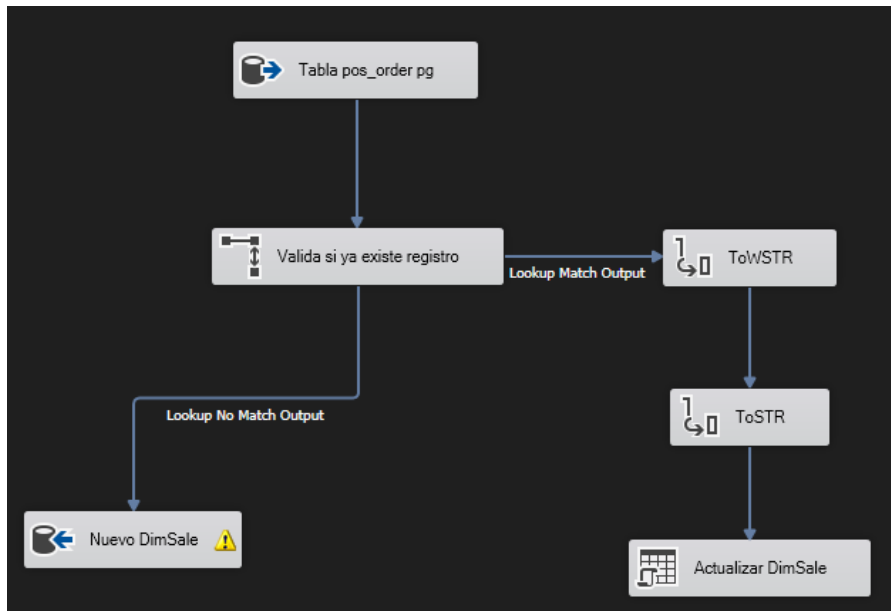 Tabla pos_order pg
Valida si ya existe registro
Lookup Match Output
ToWSTR
Lookup No Match Output
ToSTR
Nuevo DimSale
Actualizar DimSale